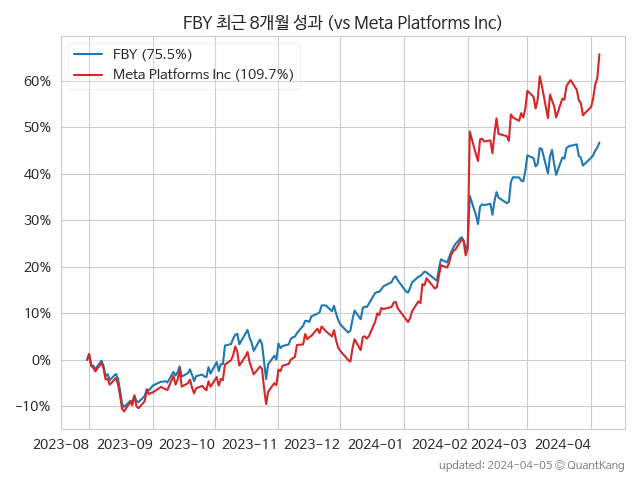 FBY 최근 8개월 성과 (vs Meta Platforms Inc)
FBY (75.5%)
Meta Platforms Inc (109.7%)
60%
50%
40%
30%
20%
10%
0%
−10%
2023−08 2023−09 2023−10 2023−11 2023−12 2024−01 2024−02 2024−03 2024−04
updated: 2024-04-05 © QuantKang